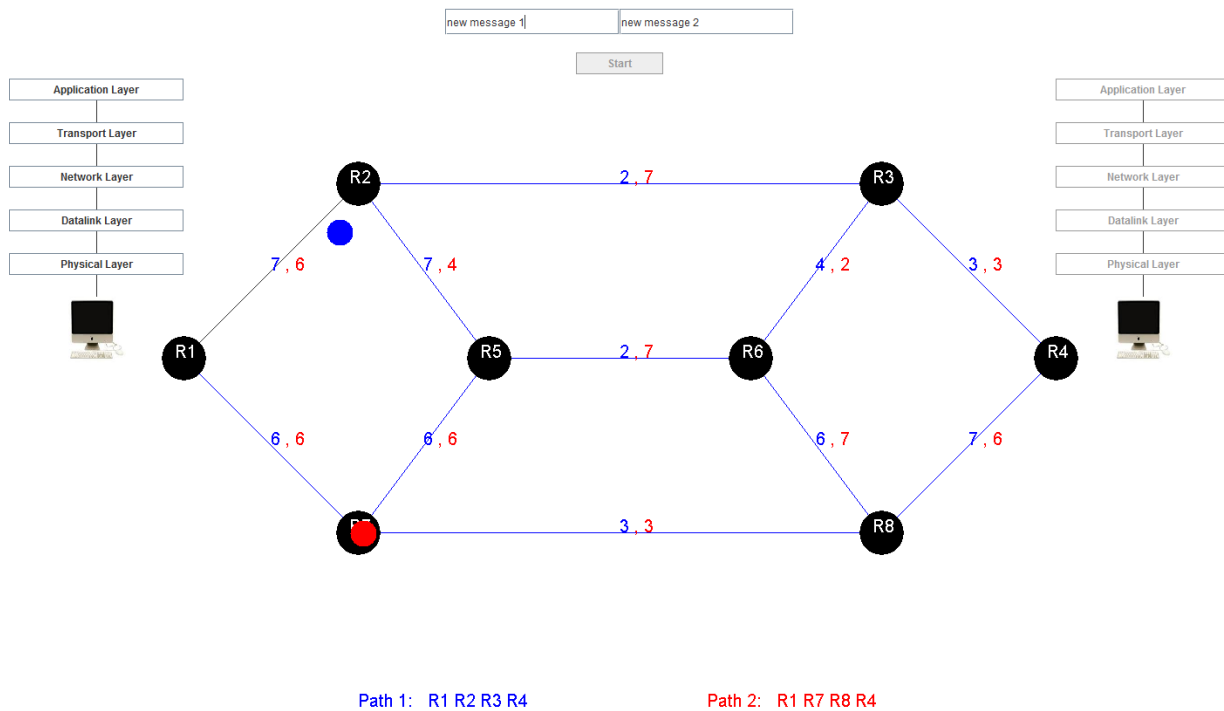 new message 1 new message 2
Start
Application Layer Application Layer
Transport Layer Transport Layer
Network Layer Network Layer
Datalink Layer Datalink Layer
Physical Layer Physical Layer
R2 2 , 7 R3
7 , 6 7 , 4 4 , 2 3 , 3
R1 R5 2 , 7 R6 R4
6 , 6 6 , 6 6 , 7 7 , 6
R7 3 , 3 R8
Path 1: R1 R2 R3 R4 Path 2: R1 R7 R8 R4